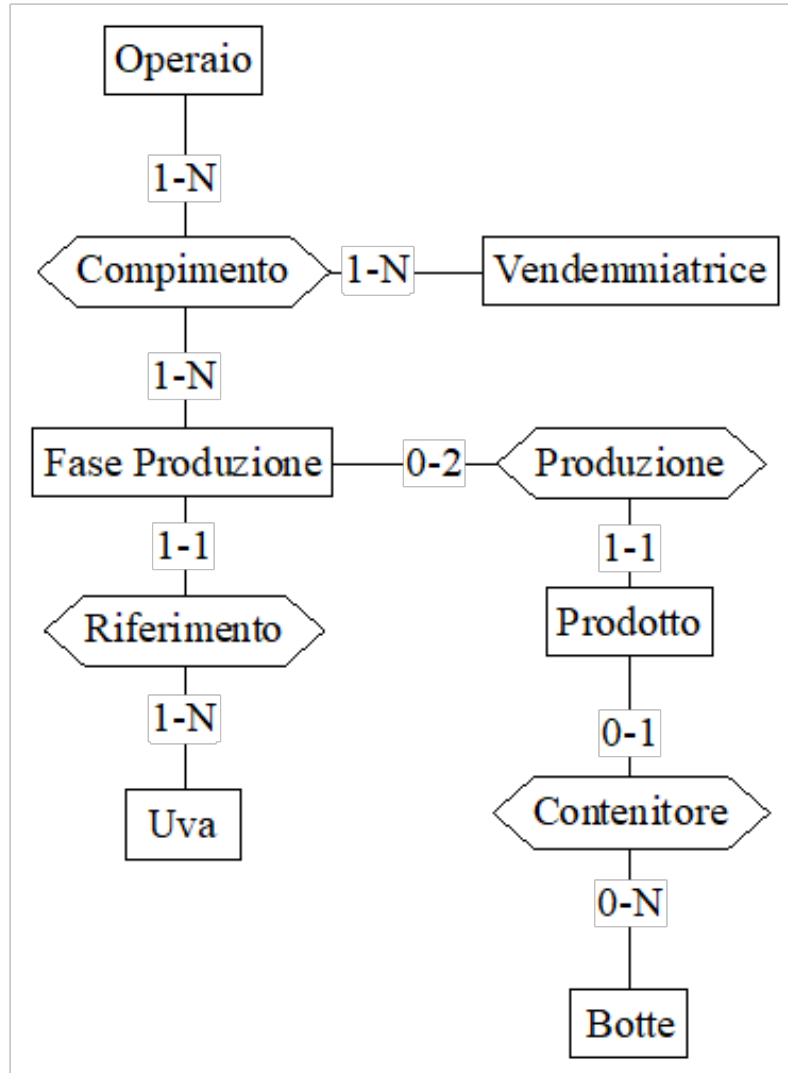 Operaio
1-N
Compimento
1-N
Vendemmiatrice
1-N
Fase Produzione
0-2
Produzione
1-1
1-1
Riferimento
Prodotto
1-N
0-1
Uva
Contenitore
0-N
Botte